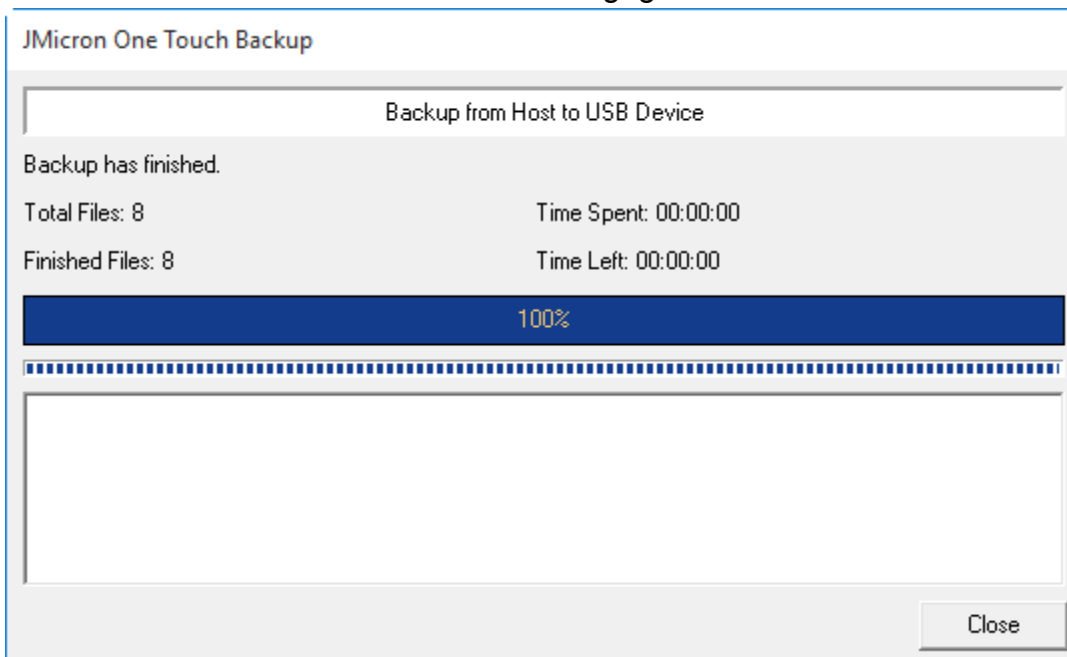 JMicron One Touch Backup
Backup from Host to USB Device
Backup has finished.
Total Files: 8
Time Spent: 00:00:00
Finished Files: 8
Time Left: 00:00:00
100%
Close